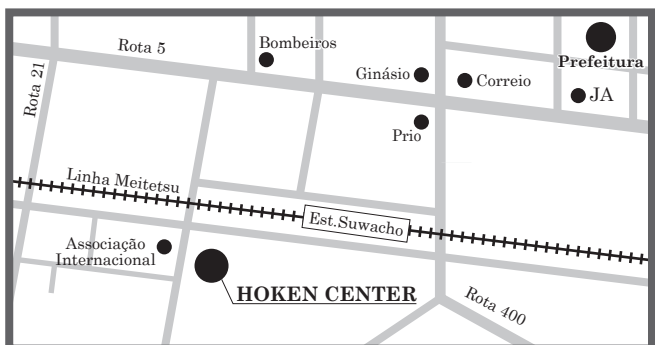 Rota 5
Bombeiros
Prefeitura
Ginásio
Correio
JA
Rota 21
Prio
Linha Meitetsu
Est.Suwacho
Associação
Internacional
HOKEN CENTER
Rota 400